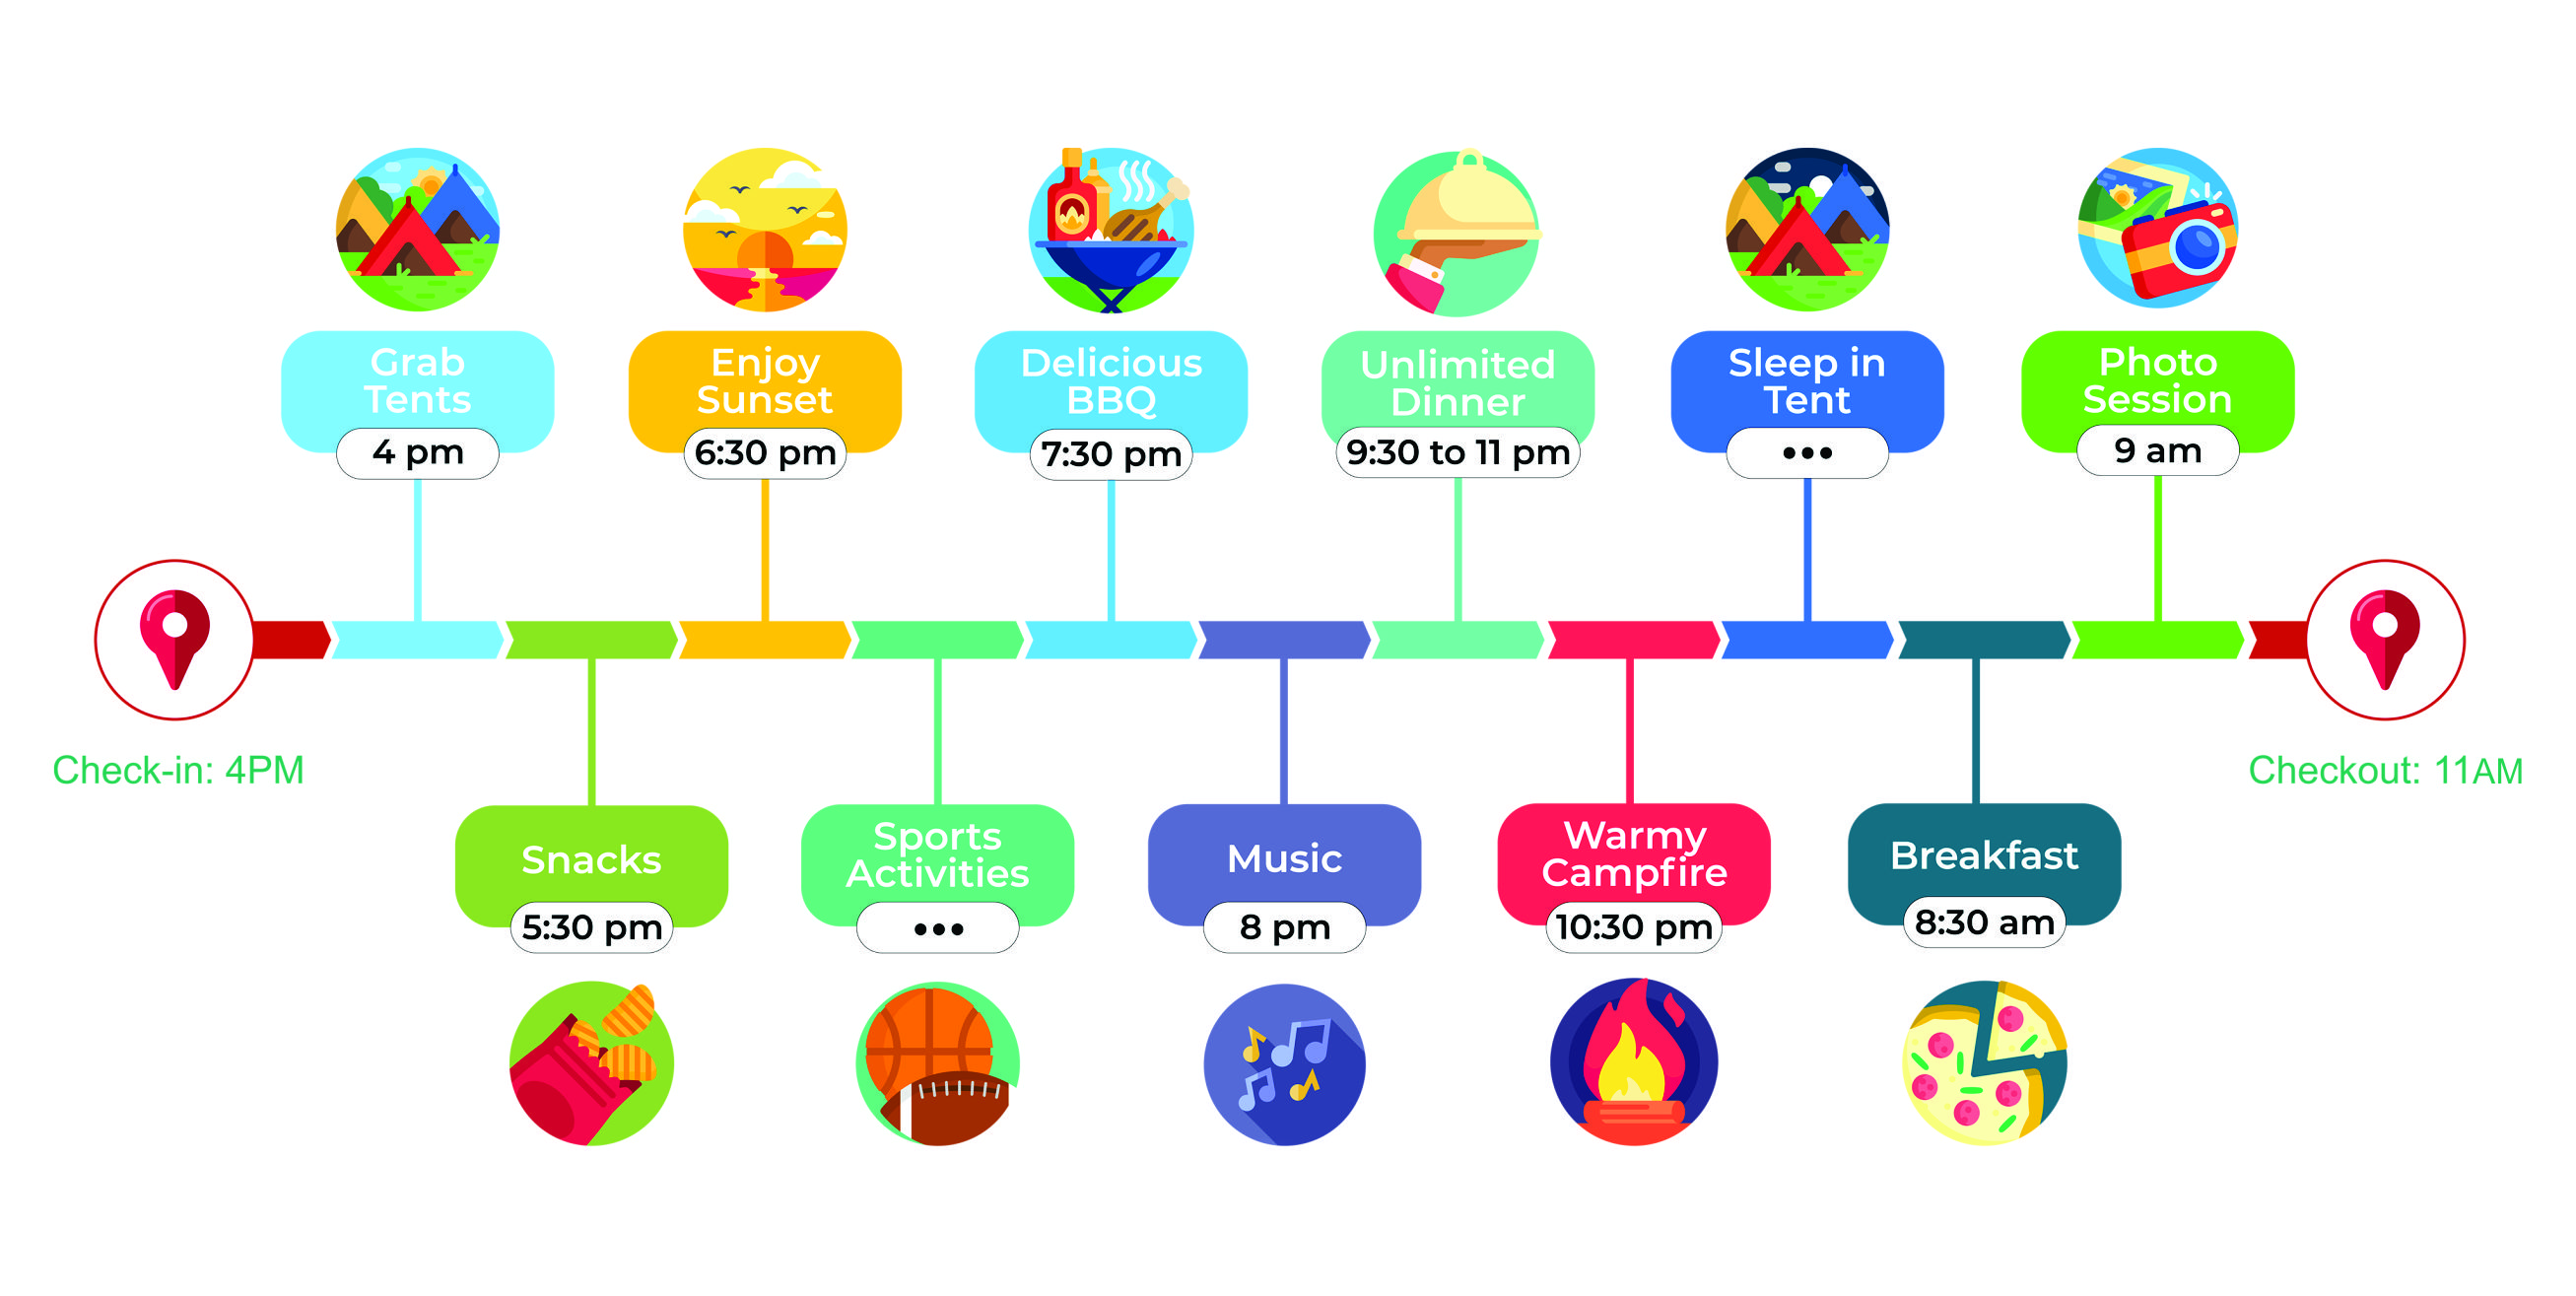 Grab
Tents
4 pm
Enjoy
Sunset
6:30 pm
Delicious
BBQ
7:30 pm
Unlimited
Dinner
9:30 to 11 pm
Sleep in
Tent
•••
Photo
Session
9 am
Check-in: 4PM
Checkout: 11AM
Snacks
5:30 pm
Sports
Activities
•••
Music
8 pm
Warmy
Campfire
10:30 pm
Breakfast
8:30 am